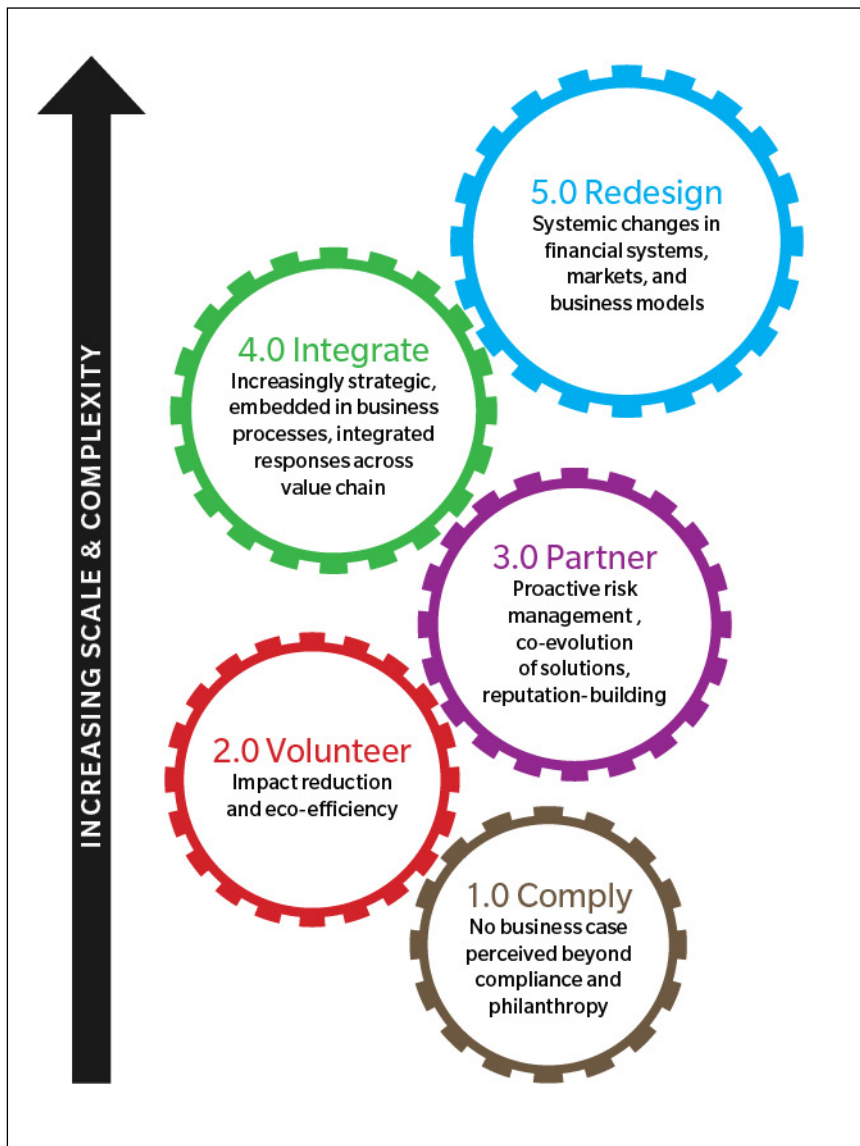 INCREASING SCALE & COMPLEXITY
5.0 Redesign
Systemic changes in
financial systems,
markets, and
business models
4.0 Integrate
Increasingly strategic,
embedded in business
processes, integrated
responses across
value chain
3.0 Partner
Proactive risk
management ,
co-evolution
of solutions,
reputation-building
2.0 Volunteer
Impact reduction
and eco-efficiency
1.0 Comply
No business case
perceived beyond
compliance and
philanthropy